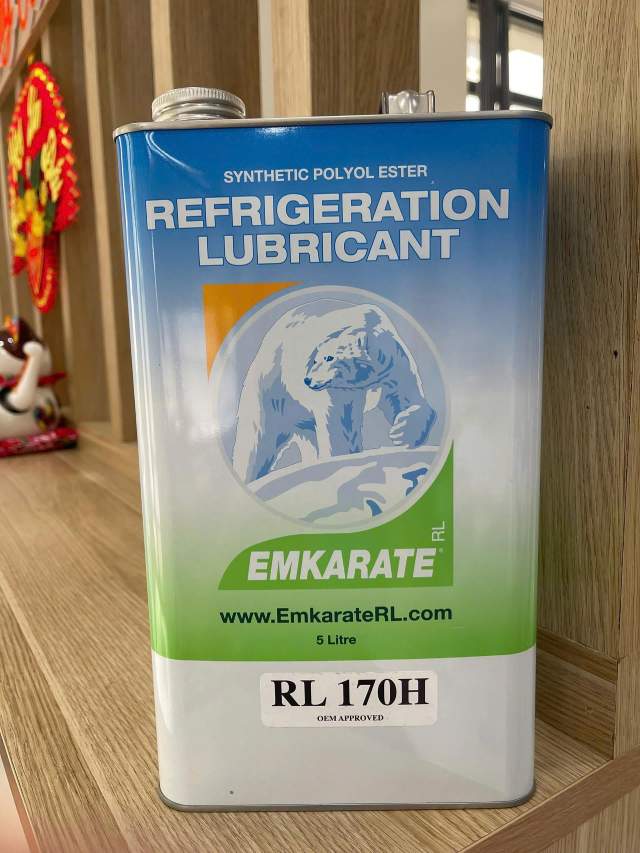 SYNTHETIC POLYOL ESTER
REFRIGERATION
LUBRICANT
EMKARATE RL
www.EmkarateRL.com
5 Litre
RL 170H
OEM APPROVED